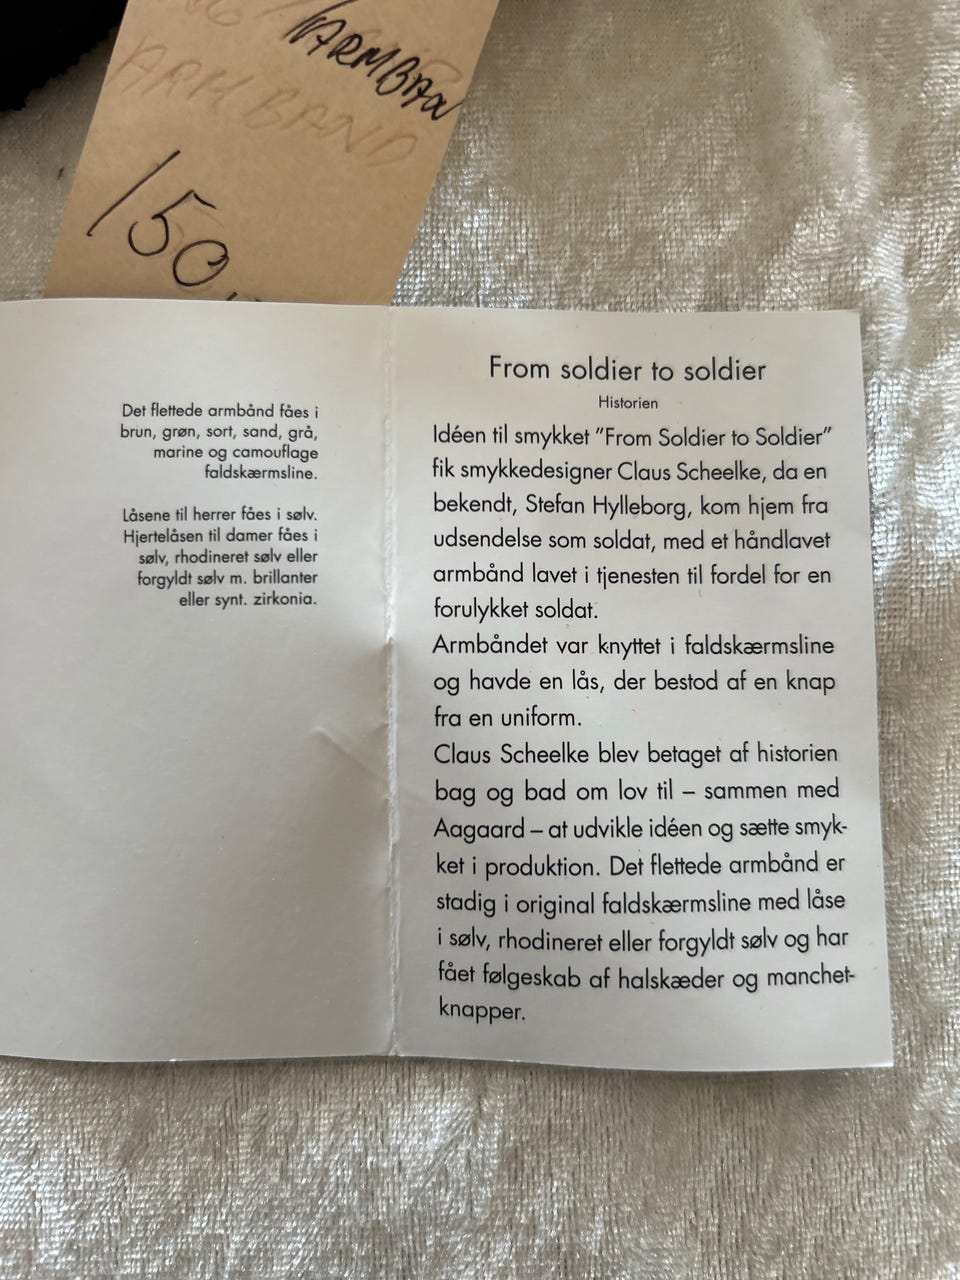 ARMBAN
ARMBAND
150,-
Det flettede armbånd fåes i
brun, grøn, sort, sand, grå,
marine og camouflage
faldskærmsline.
Låsene til herrer fåes i sølv.
Hjertelåsen til damer fåes i
sølv, rhodineret sølv eller
forgyldt sølv m. brillanter
eller synt. zirkonia.
From soldier to soldier
Historien
Idéen til smykket ”From Soldier to Soldier”
fik smykkedesigner Claus Scheelke, da en
bekendt, Stefan Hylleborg, kom hjem fra
udsendelse som soldat, med et håndlavet
armbånd lavet i tjenesten til fordel for en
forulykket soldat.
Armbåndet var knyttet i faldskærmsline
og havde en lås, der bestod af en knap
fra en uniform.
Claus Scheelke blev betaget af historien
bag og bad om lov til – sammen med
Aagaard – at udvikle idéen og sætte smyk-
ket i produktion. Det flettede armbånd er
stadig i original faldskærmsline med låse
i sølv, rhodineret eller forgyldt sølv og har
fået følgeskab af halskæder og manchet-
knapper.